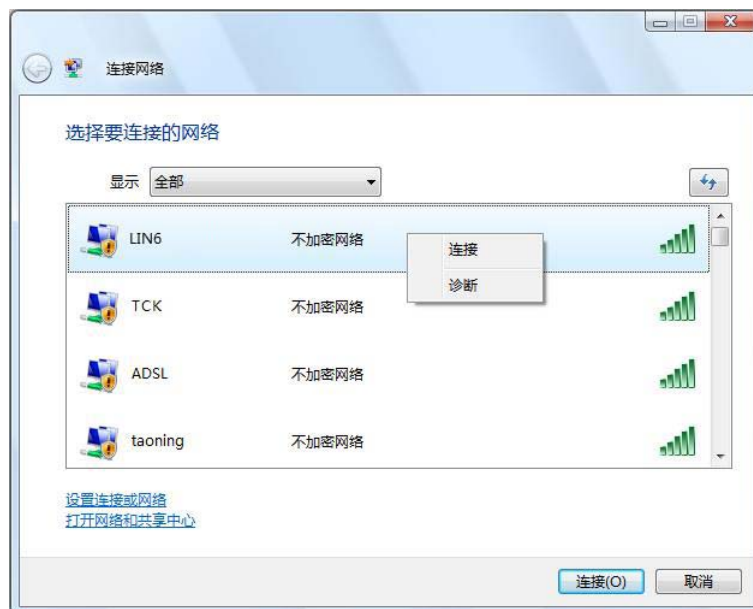 连接网络
选择要连接的网络
显示 全部
LIN6 不加密网络
连接
诊断
TCK 不加密网络
ADSL 不加密网络
taoning 不加密网络
设置连接或网络
打开网络和共享中心
连接(O) 取消